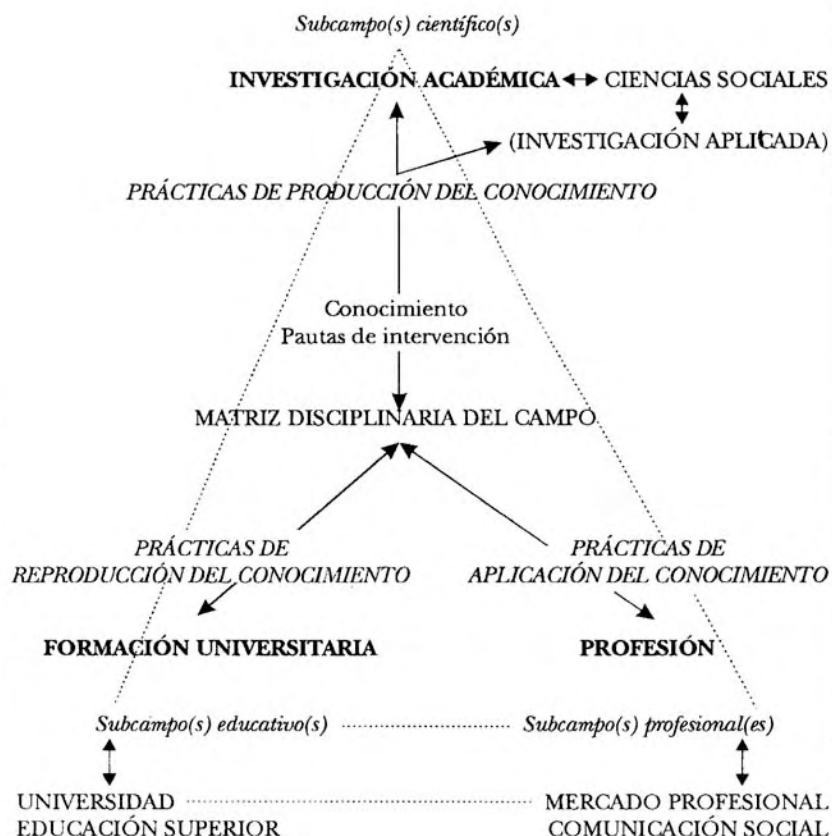 Subcampo(s) científico(s)
INVESTIGACIÓN ACADÉMICA CIENCIAS SOCIALES
(INVESTIGACIÓN APLICADA)
PRÁCTICAS DE PRODUCCIÓN DEL CONOCIMIENTO
Conocimiento
Pautas de intervención
MATRIZ DISCIPLINARIA DEL CAMPO
PRÁCTICAS DE
REPRODUCCIÓN DEL CONOCIMIENTO
PRÁCTICAS DE
APLICACIÓN DEL CONOCIMIENTO
FORMACIÓN UNIVERSITARIA
PROFESIÓN
Subcampo(s) educativo(s)
Subcampo(s) profesional(es)
UNIVERSIDAD
EDUCACIÓN SUPERIOR
MERCADO PROFESIONAL
COMUNICACIÓN SOCIAL